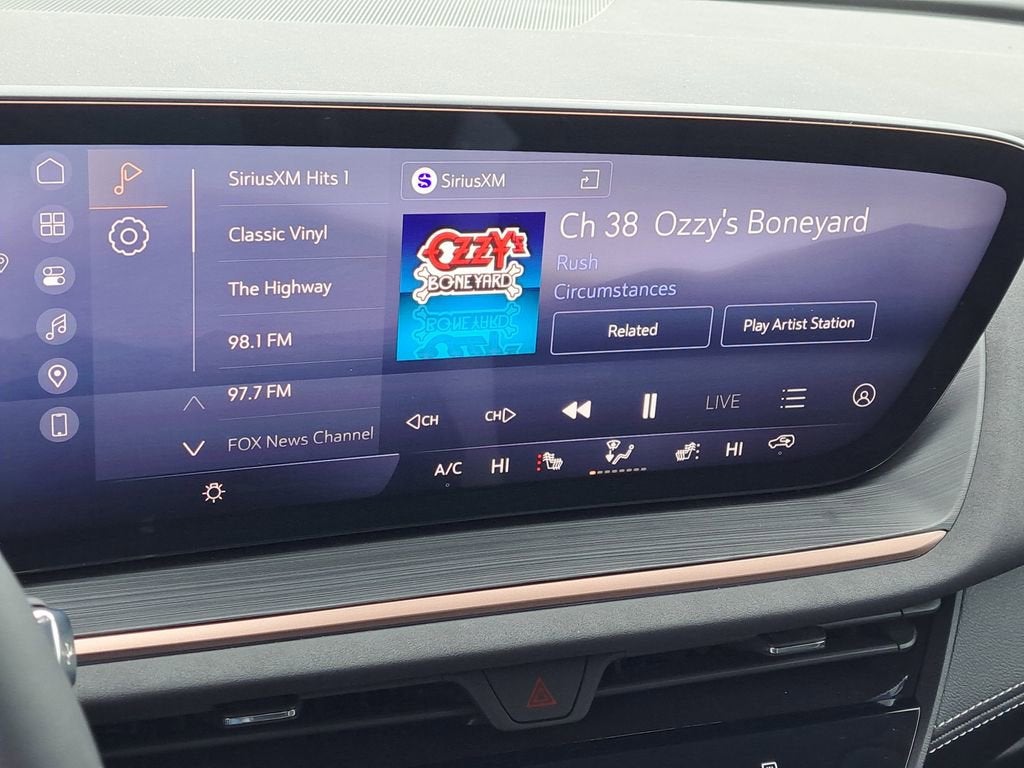 SiriusXM Hits 1
Classic Vinyl
The Highway
98.1 FM
97.7 FM
FOX News Channel
S SiriusXM
OZZY's
BONEYARD
Ch 38 Ozzy's Boneyard
Rush
Circumstances
Related
Play Artist Station
CH
CH
LIVE
A/C
HI
HI